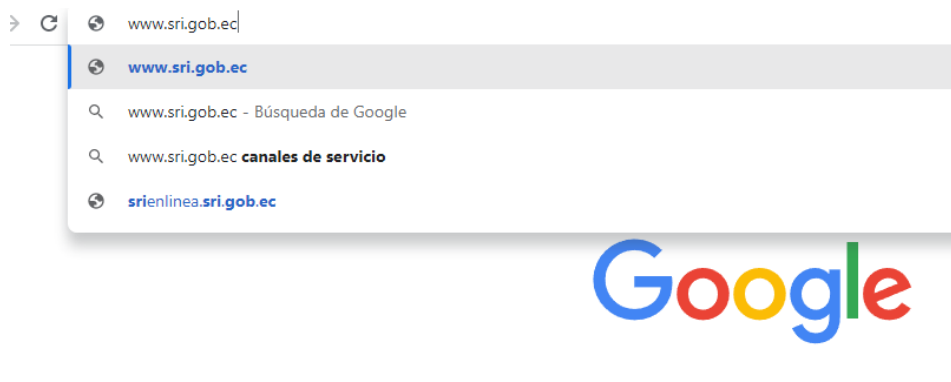 www.sri.gob.ec
www.sri.gob.ec
www.sri.gob.ec - Búsqueda de Google
www.sri.gob.ec canales de servicio
srienlinea.sri.gob.ec
Google